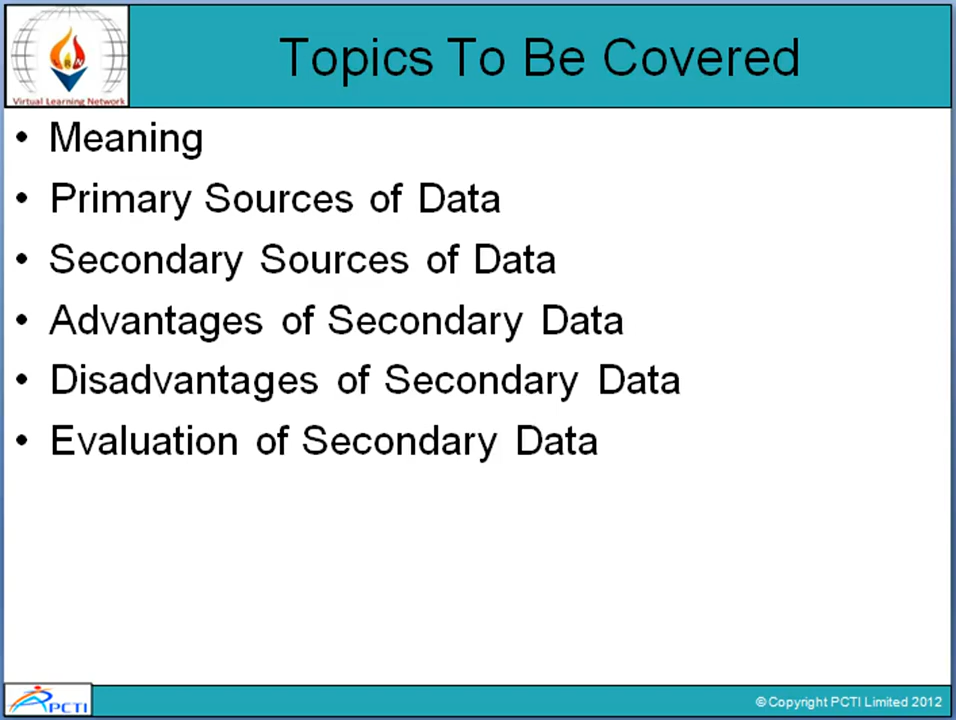 Topics To Be Covered
Virtual Learning Network
• Meaning
• Primary Sources of Data
• Secondary Sources of Data
• Advantages of Secondary Data
• Disadvantages of Secondary Data
• Evaluation of Secondary Data
PCTI
© Copyright PCTI Limited 2012